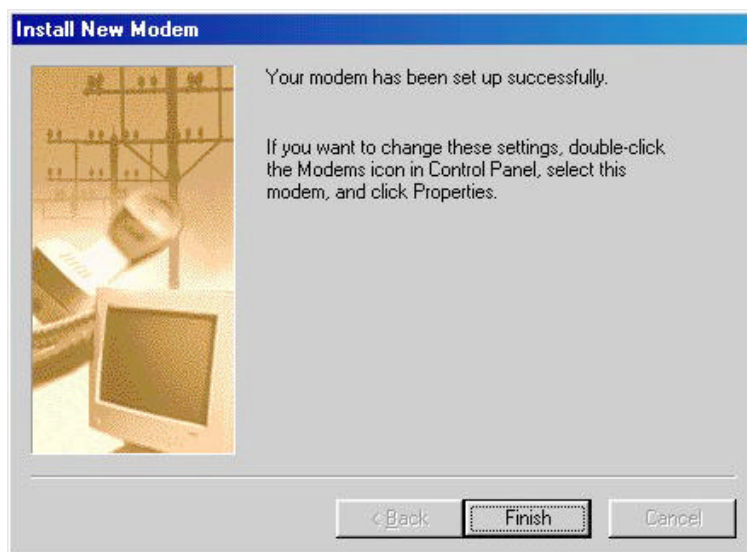 Install New Modem
Your modem has been set up successfully.
If you want to change these settings, double-click
the Modems icon in Control Panel, select this
modem, and click Properties.
< Back Finish Cancel